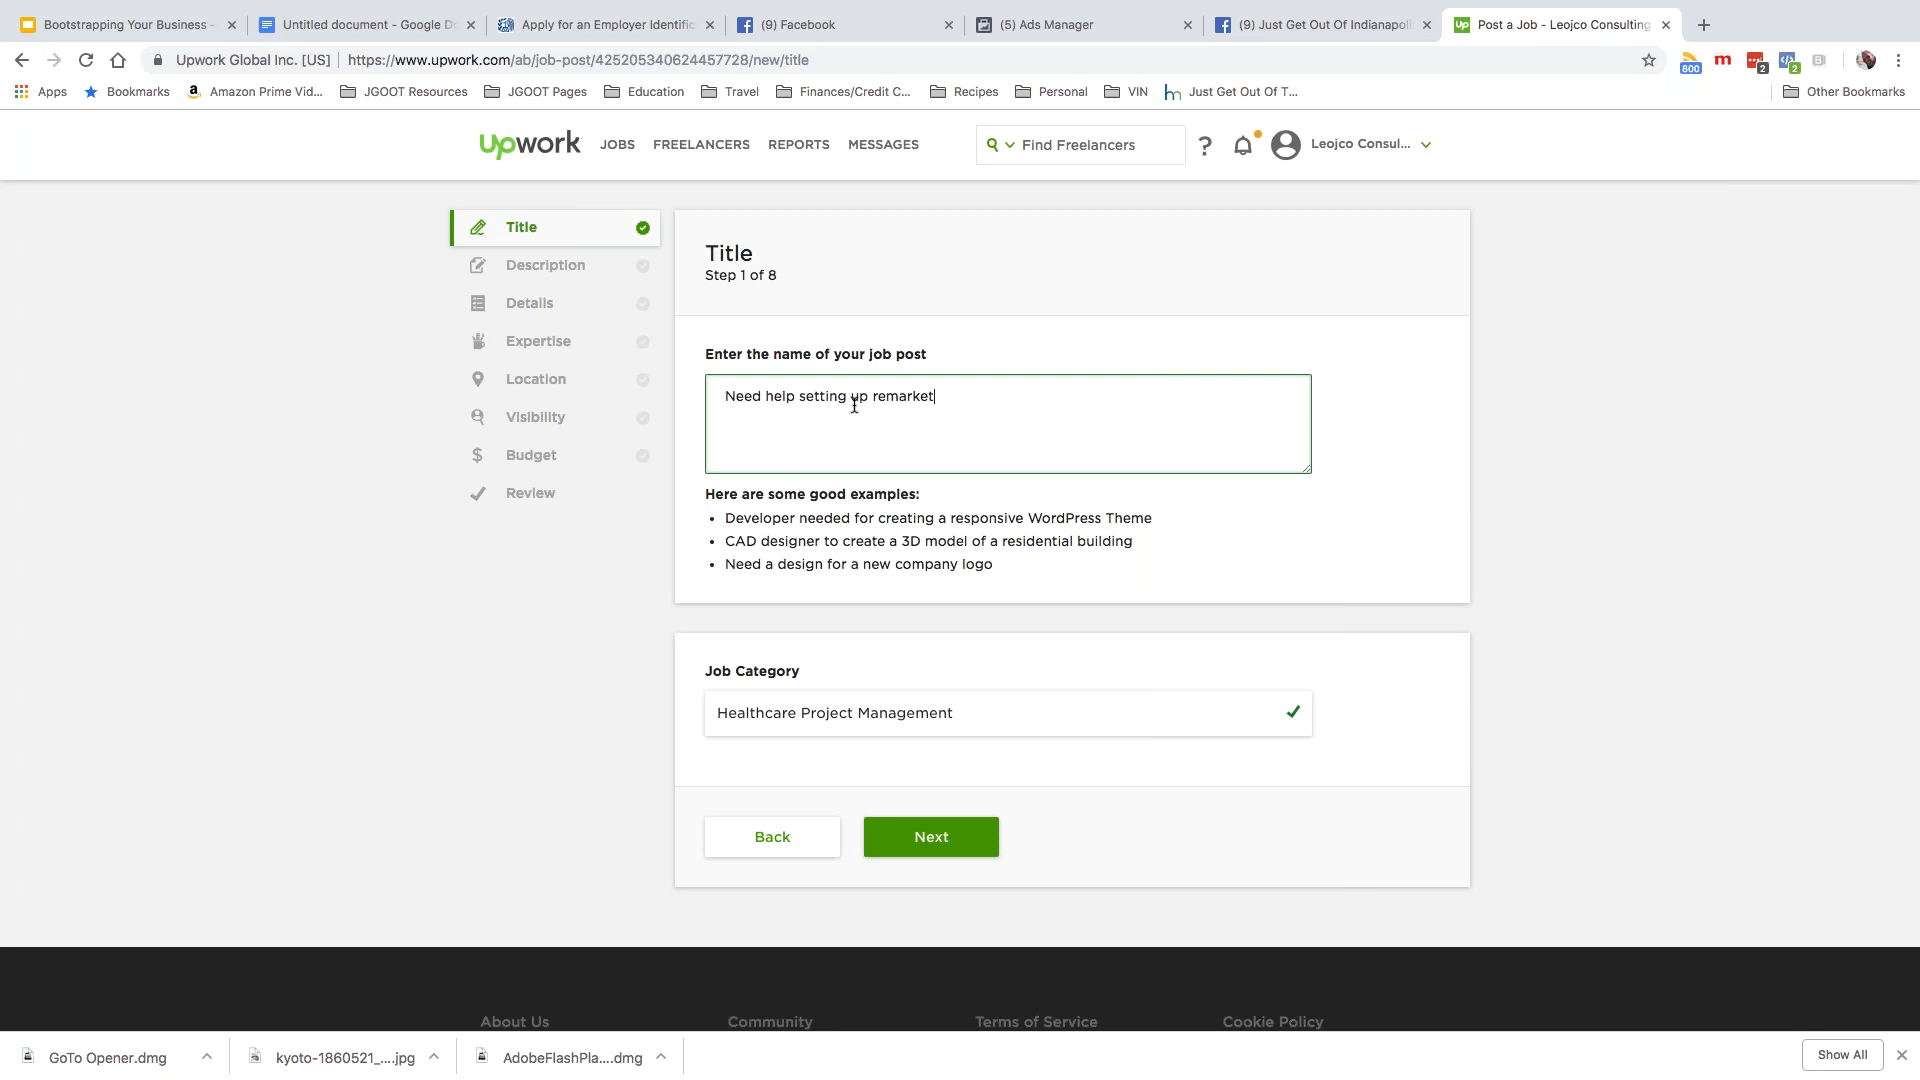 Bootstrapping Your Business -
Untitled document - Google Do
Apply for an Employer Identific
(9) Facebook
(5) Ads Manager
(9) Just Get Out Of Indianapoli
Post a Job - Leojco Consulting
Upwork Global Inc. [US] | https://www.upwork.com/ab/job-post/425205340624457728/new/title
800
m
2
2
Apps
Bookmarks
Amazon Prime Vid...
JGOOT Resources
JGOOT Pages
Education
Travel
Finances/Credit C...
Recipes
Personal
VIN
Just Get Out Of T...
Other Bookmarks
Upwork
JOBS
FREELANCERS
REPORTS
MESSAGES
Find Freelancers
?
Leojco Consul...
Title
Description
Details
Expertise
Location
Visibility
$ Budget
Review
Title
Step 1 of 8
Enter the name of your job post
Need help setting up remarket
Here are some good examples:
• Developer needed for creating a responsive WordPress Theme
• CAD designer to create a 3D model of a residential building
• Need a design for a new company logo
Job Category
Healthcare Project Management
Back
Next
About Us
Community
Terms of Service
Cookie Policy
GoTo Opener.dmg
kyoto-1860521_....jpg
AdobeFlashPla....dmg
Show All